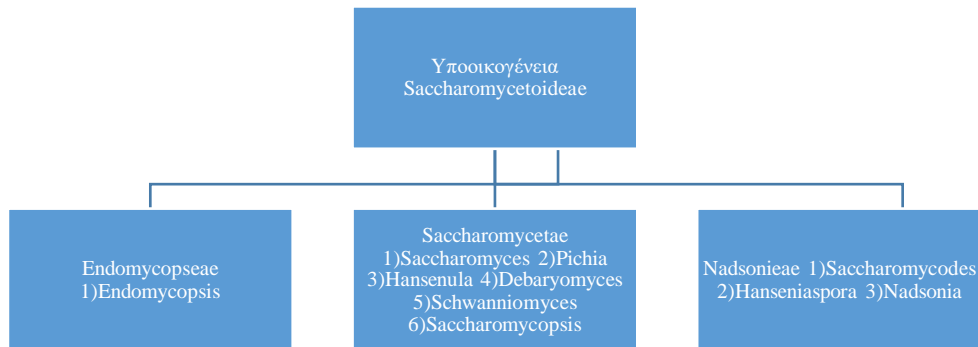 Υποοικογένεια
Saccharomycetoideae
Endomycopseae
1)Endomycopsis
Saccharomycetae
1)Saccharomyces 2)Pichia
3)Hansenula 4)Debaryomyces
5)Schwanniomyces
6)Saccharomycopsis
Nadsonieae 1)Saccharomycodes
2)Hanseniaspora 3)Nadsonia